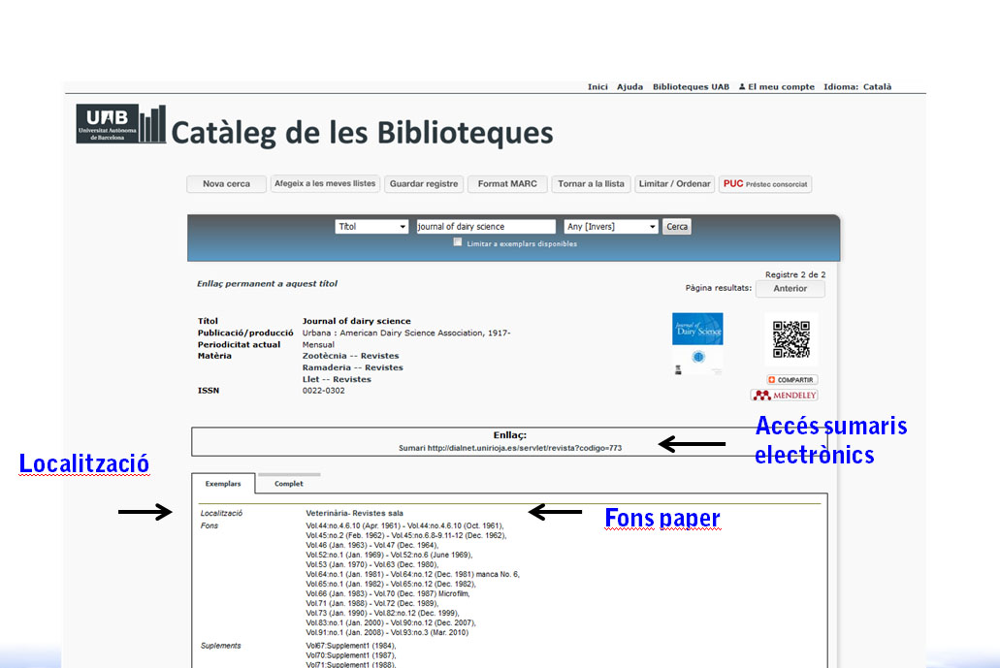 Inici Ajuda Biblioteques UAB El meu compte Idioma: Català
UAB
Universitat Autònoma
de Barcelona
Catàleg de les Biblioteques
Nova cerca Afegeix a les meves llistes Guardar registre Format MARC Tornar a la llista Limitar / Ordenar PUC Préstec consorciat
Títol journal of dairy science Any [Invers] Cerca
Limitar a exemplars disponibles
Registre 2 de 2
Enllaç permanent a aquest títol
Pàgina resultats: Anterior
Títol Journal of dairy science
Publicació/producció Urbana : American Dairy Science Association, 1917-
Periodicitat actual Mensual
Matèria Zootècnia -- Revistes
Ramaderia -- Revistes
Llet -- Revistes
ISSN 0022-0302
Journal of
Dairy Science
COMPARTIR
MENDELEY
Enllaç:
Sumari http://dialnet.unirioja.es/servlet/revista?codigo=773
Accés sumaris
electrònics
Localització
Exemplars Complet
Localització Veterinària- Revistes sala
Fons paper
Fons Vol.44:no.4.6.10 (Apr. 1961) - Vol.44:no.4.6.10 (Oct. 1961),
Vol.45:no.2 (Feb. 1962) - Vol.45:no.6.8-9.11-12 (Dec. 1962),
Vol.46 (Jan. 1963) - Vol.47 (Dec. 1964),
Vol.52:no.1 (Jan. 1969) - Vol.52:no.6 (June 1969),
Vol.53 (Jan. 1970) - Vol.63 (Dec. 1980),
Vol.64:no.1 (Jan. 1981) - Vol.64:no.12 (Dec. 1981) manca No. 6,
Vol.65:no.1 (Jan. 1982) - Vol.65:no.12 (Dec. 1982),
Vol.66 (Jan. 1983) - Vol.70 (Dec. 1987) Microfilm,
Vol.71 (Jan. 1988) - Vol.72 (Dec. 1989),
Vol.73 (Jan. 1990) - Vol.82:no.12 (Dec. 1999),
Vol.83:no.1 (Jan. 2000) - Vol.90:no.12 (Dec. 2007),
Vol.91:no.1 (Jan. 2008) - Vol.93:no.3 (Mar. 2010)
Suplements Vol67:Supplement1 (1984),
Vol70:Supplement1 (1987),
Vol71:Supplement1 (1988),